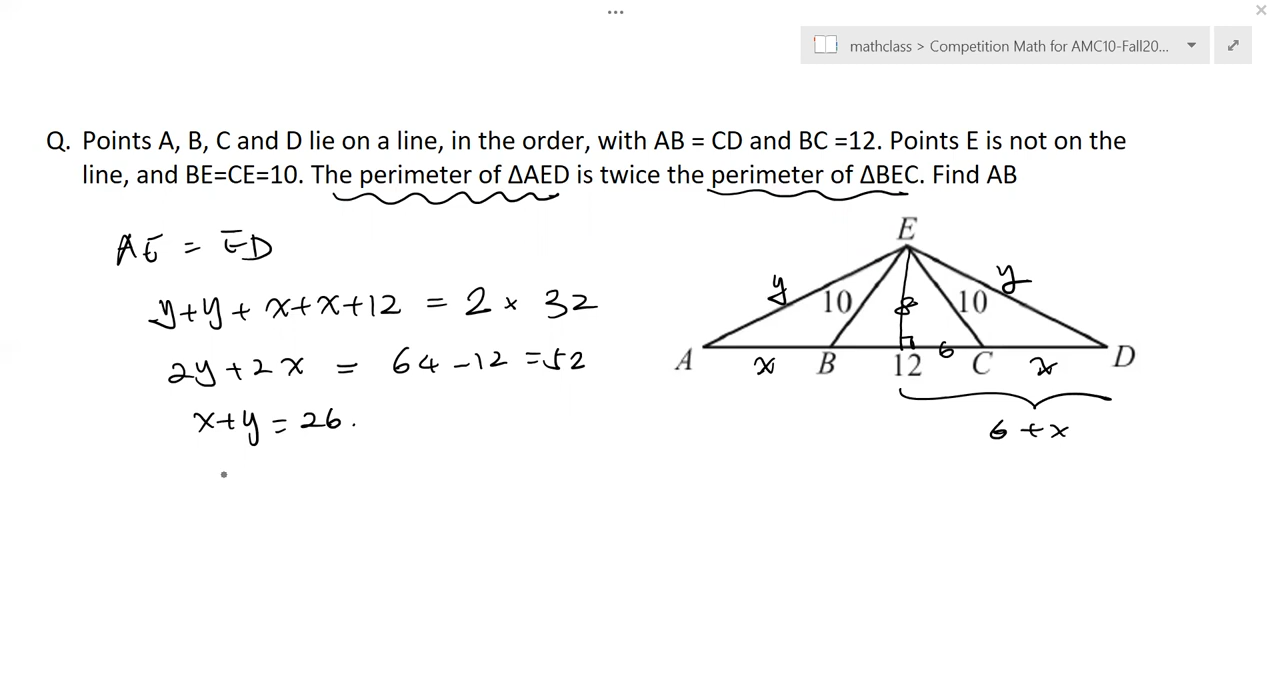 ...
mathclass > Competition Math for AMC10-Fall20...
Q. Points A, B, C and D lie on a line, in the order, with AB = CD and BC =12. Points E is not on the
line, and BE=CE=10. The perimeter of ΔAED is twice the perimeter of ΔBEC. Find AB
AE = ED
y+y+x+x+12 = 2 × 32
2y+2x = 64-12 =52
x+y=26.
E
y
y
10
8
10
A
x
B
12
6
C
x
D
6+x